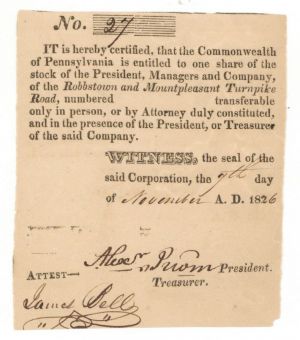 No. 27
IT is hereby certified, that the Commonwealth
of Pennsylvania is entitled to one share of the
stock of the President, Managers and Company,
of the Robbstown and Mountpleasant Turnpike
Road, numbered transferable
only in person, or by Attorney duly constituted,
and in the presence of the President, or Treasurer
of the said Company.
WITNESS, the seal of the
said Corporation, the 9th day
of November A. D. 1826
Alexr. President.
ATTEST—
Treasurer.
James Bell